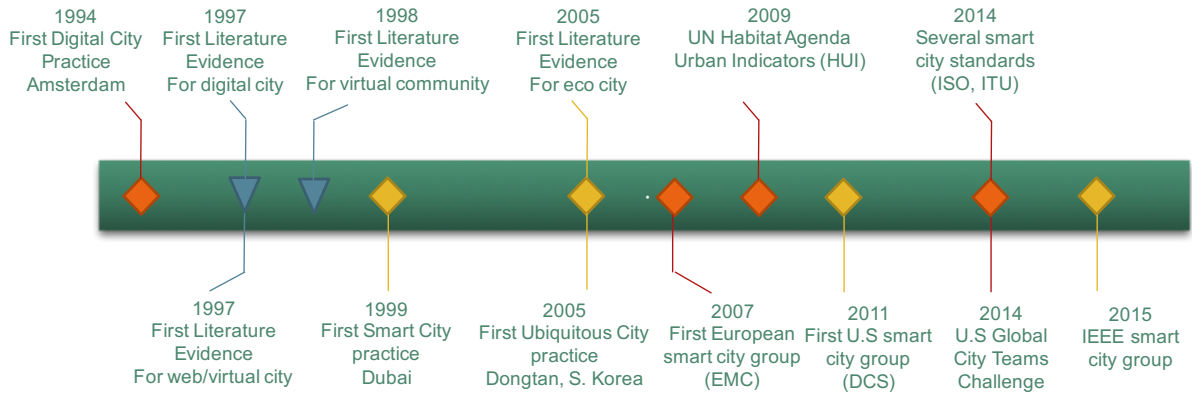 1994
First Digital City
Practice
Amsterdam
1997
First Literature
Evidence
For digital city
1998
First Literature
Evidence
For virtual community
2005
First Literature
Evidence
For eco city
2009
UN Habitat Agenda
Urban Indicators (HUI)
2014
Several smart
city standards
(ISO, ITU)
1997
First Literature
Evidence
For web/virtual city
1999
First Smart City
practice
Dubai
2005
First Ubiquitous City
practice
Dongtan, S. Korea
2007
First European
smart city group
(EMC)
2011
First U.S smart
city group
(DCS)
2014
U.S Global
City Teams
Challenge
2015
IEEE smart
city group